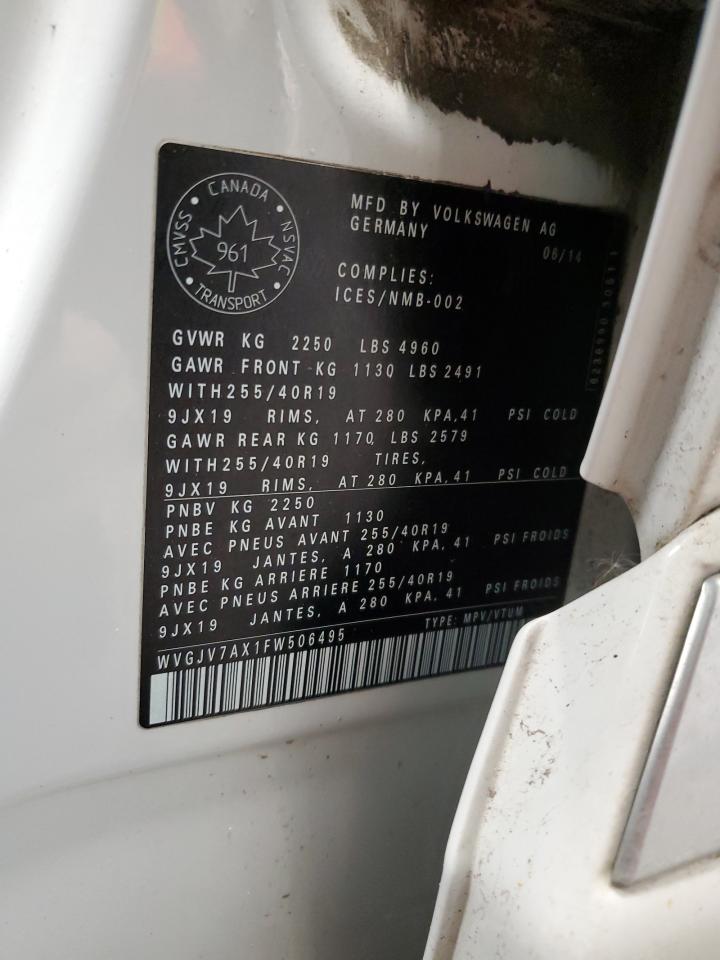 CANADA
CMVSS
NSVAC
961
TRANSPORT
MFD BY VOLKSWAGEN AG
GERMANY
06/14
COMPLIES:
ICES/NMB-002
GVWR KG 2250 LBS 4960
GAWR FRONT KG 1130 LBS 2491
WITH255/40R19
9JX19 RIMS, AT 280 KPA,41 PSI COLD
GAWR REAR KG 1170 LBS 2579
WITH255/40R19 TIRES,
9JX19 RIMS, AT 280 KPA,41 PSI COLD
PNBV KG 2250
PNBE KG AVANT 1130
AVEC PNEUS AVANT 255/40R19
9JX19 JANTES, A 280 KPA,41 PSI FROIDS
PNBE KG ARRIERE 1170
AVEC PNEUS ARRIERE 255/40R19
9JX19 JANTES, A 280 KPA,41 PSI FROIDS
WVGJV7AX1FW506495 TYPE: MPV/VTUM